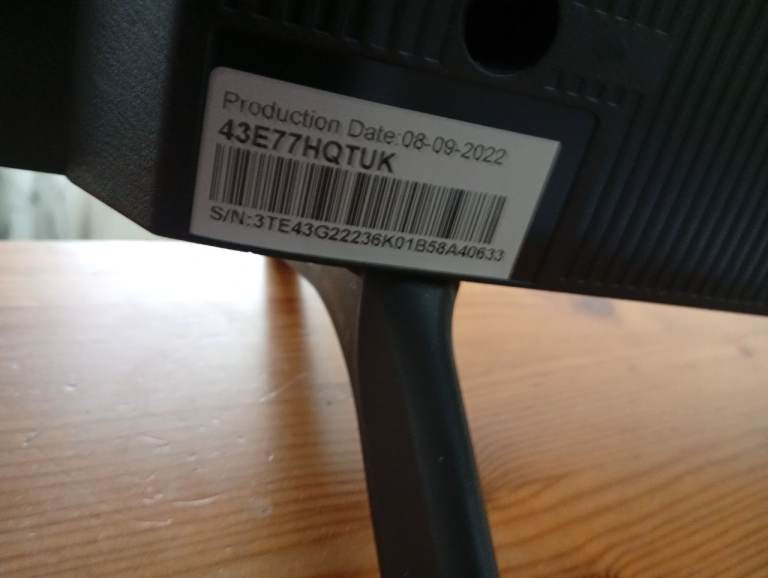 Production Date:08-09-2022
43E77HQTUK
S/N:3TE43G22236K01B58A40633